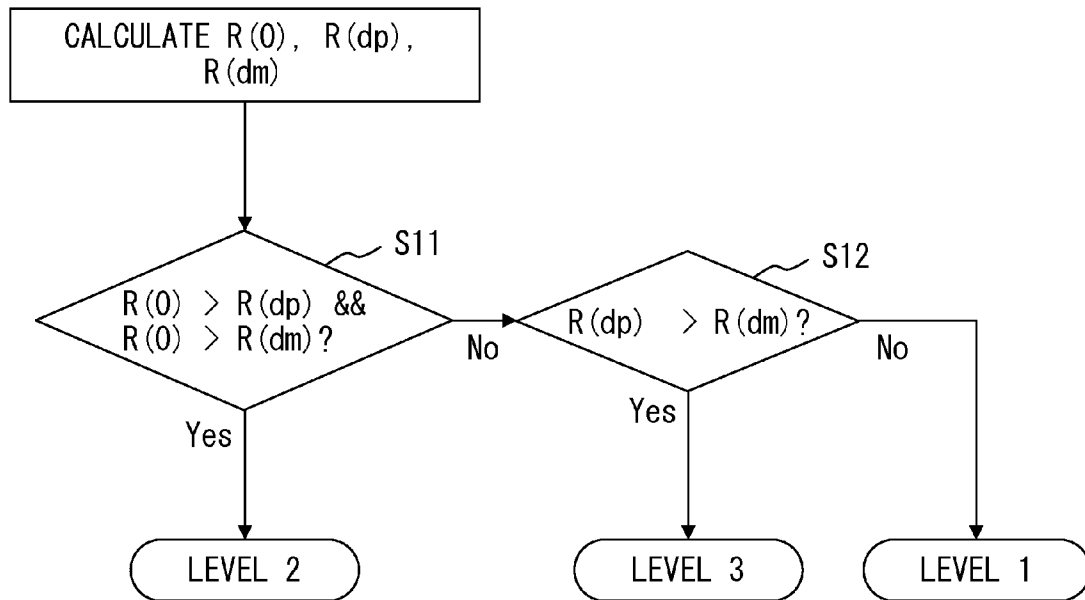 CALCULATE R(0), R(dp),
R(dm)
S11
R(0) > R(dp) &&
R(0) > R(dm)?
No
Yes
S12
R(dp) > R(dm)?
No
Yes
LEVEL 2
LEVEL 3
LEVEL 1